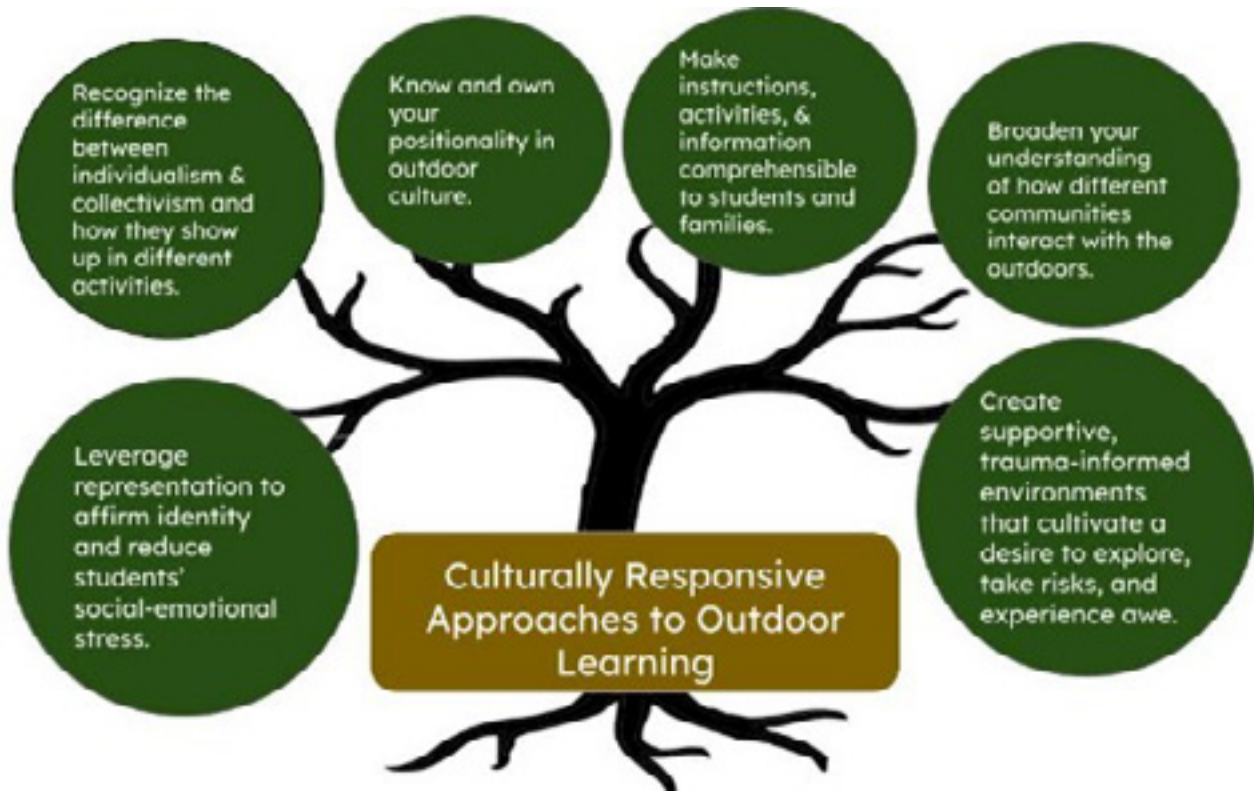 Recognize the
difference
between
individualism &
collectivism and
how they show
up in different
activities.
Know and own
your
positionality in
outdoor
culture.
Make
instructions,
activities, &
information
comprehensible
to students and
families.
Broaden your
understanding
of how different
communities
interact with the
outdoors.
Leverage
representation to
affirm identity
and reduce
students'
social-emotional
stress.
Create
supportive,
trauma-informed
environments
that cultivate a
desire to explore,
take risks, and
experience awe.
Culturally Responsive
Approaches to Outdoor
Learning